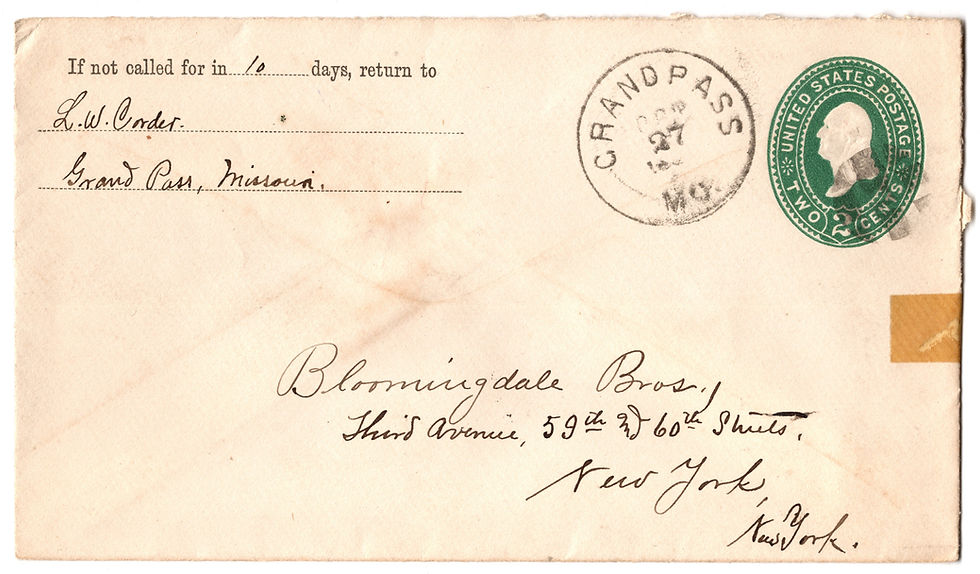 If not called for in 10 days, return to
L. W. Corder.
Grand Pass, Missouri.
GRAND PASS
27
MO.
UNITED STATES POSTAGE
TWO 2 CENTS
Bloomingdale Bros.,
Third Avenue, 59th & 60th Streets.
New York,
New York.